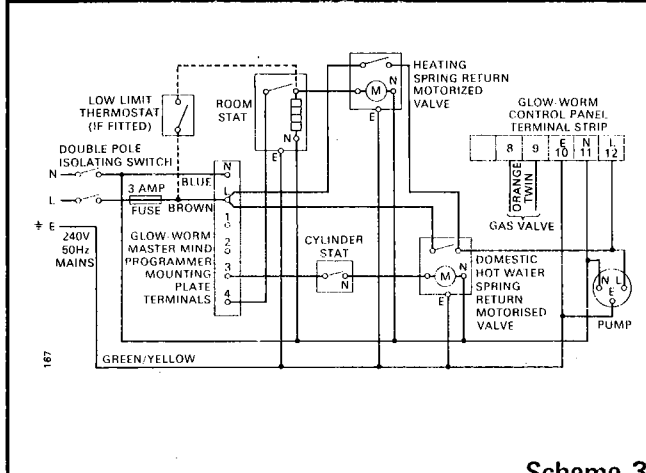 HEATING
SPRING RETURN
MOTORIZED
VALVE
N
M
E
LOW LIMIT
THERMOSTAT
(IF FITTED)
ROOM
STAT
N
E
GLOW-WORM
CONTROL PANEL
TERMINAL STRIP
8 9 E 10 N 11 L 12
ORANGE
TWIN
GAS VALVE
DOUBLE POLE
ISOLATING SWITCH
N
L
E
240V
50Hz
MAINS
3 AMP
FUSE
BLUE
BROWN
N
L
1
2
3
4
GLOW-WORM
MASTER MIND
PROGRAMMER
MOUNTING
PLATE
TERMINALS
CYLINDER
STAT
N
M
N
E
DOMESTIC
HOT WATER
SPRING
RETURN
MOTORISED
VALVE
N L
E
PUMP
GREEN/YELLOW
167
Scheme 3